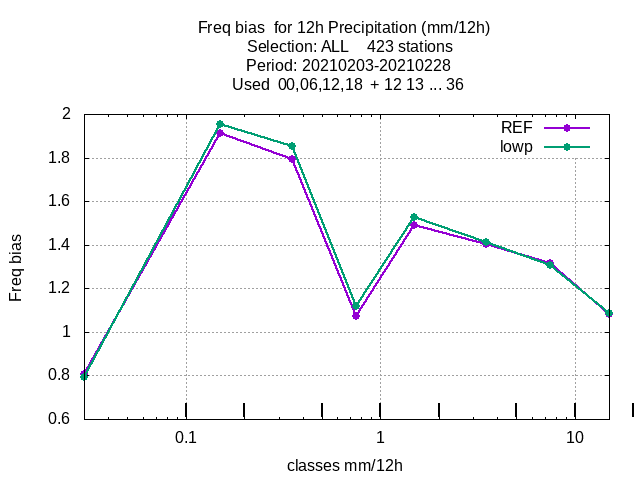 Freq bias  for 12h Precipitation (mm/12h)
Selection: ALL    423 stations
Period: 20210203-20210228
Used  00,06,12,18  + 12 13 ... 36
REF
lowp
2
1.8
1.6
1.4
1.2
1
0.8
0.6
Freq bias
0.1
1
10
classes mm/12h